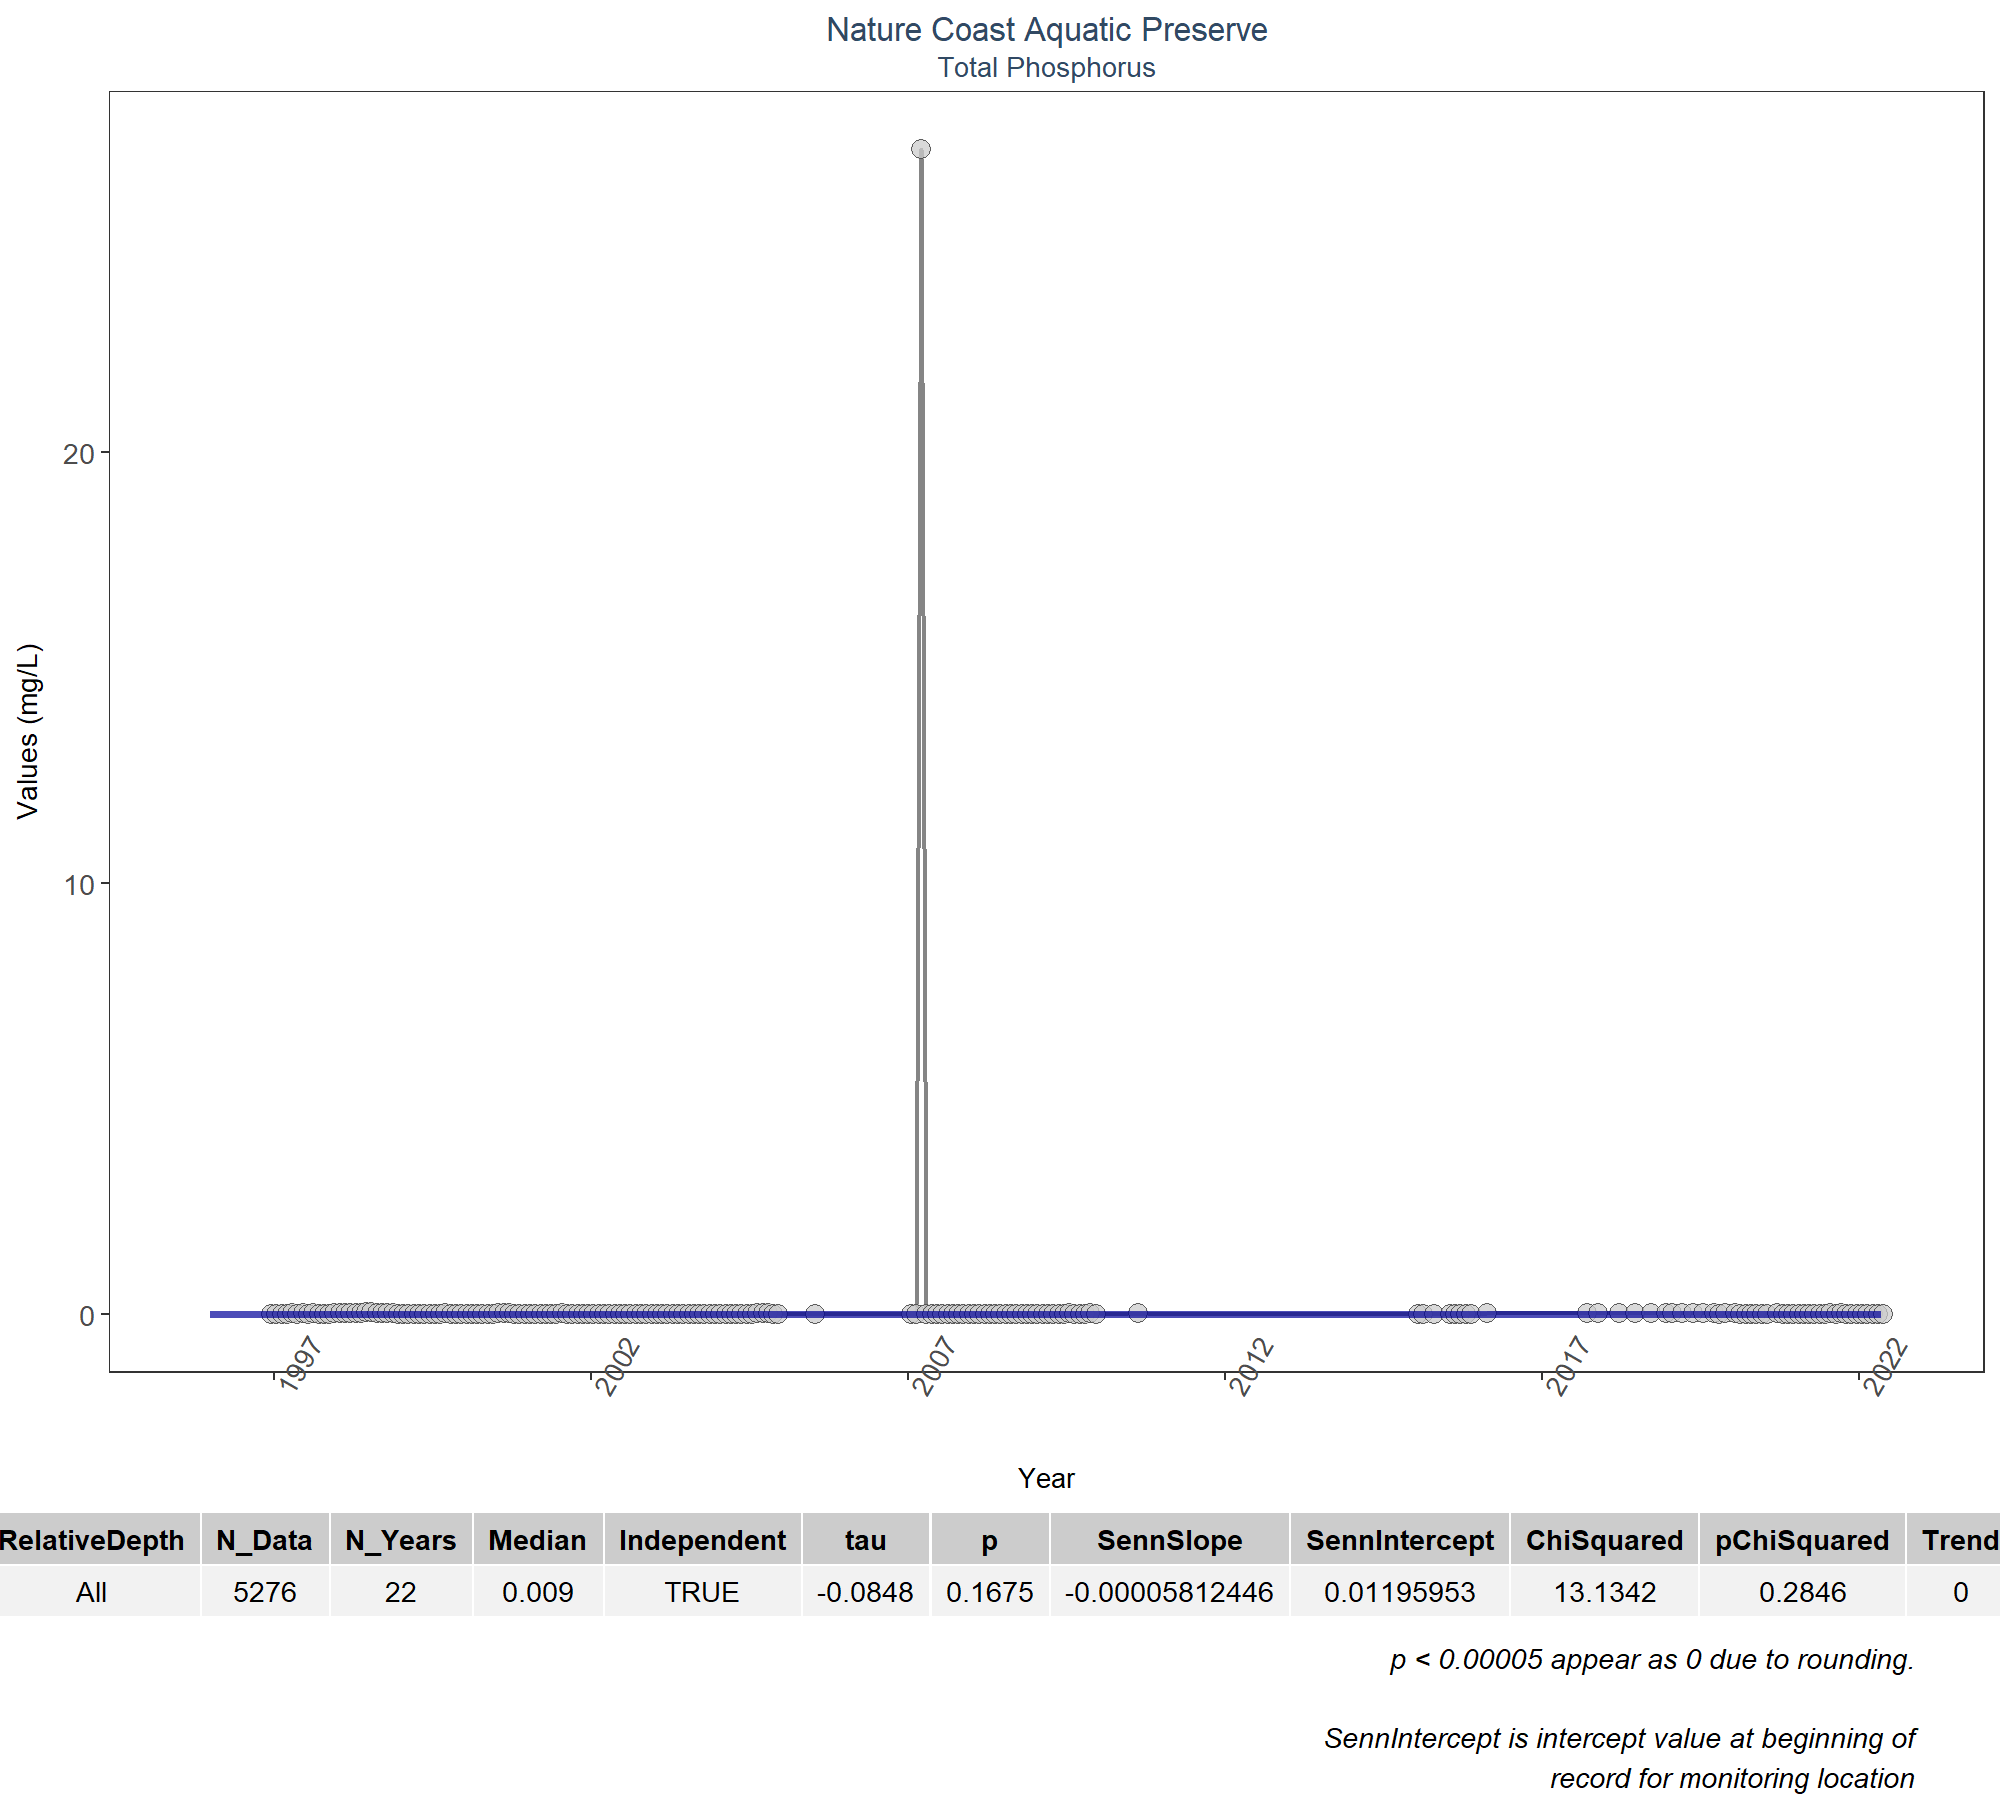 Nature Coast Aquatic Preserve
Total Phosphorus
Values (mg/L)
20
10
0
1997 2002 2007 2012 2017 2022
Year
RelativeDepth N_Data N_Years Median Independent tau p SennSlope SennIntercept ChiSquared pChiSquared Trend
All 5276 22 0.009 TRUE -0.0848 0.1675 -0.00005812446 0.01195953 13.1342 0.2846 0
p < 0.00005 appear as 0 due to rounding.
SennIntercept is intercept value at beginning of
record for monitoring location